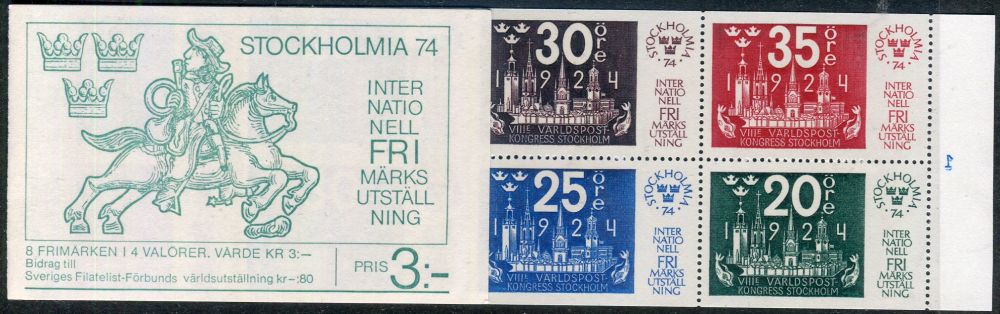 STOCKHOLMIA 74
INTER
NATIO
NELL
FRI
MÄRKS
UTSTÄLL
NING
8 FRIMÄRKEN I 4 VALÖRER. VÄRDE KR 3:—
Bidrag till
Sveriges Filatelist-Förbunds världsutställning kr–:80
PRIS 3:–
30 öre
1924
VIII:E VÄRLDSPOST-
KONGRESS STOCKHOLM
STOCKHOLMIA
·74·
INTER
NATIO
NELL
FRI
MÄRKS
UTSTÄLL
NING
35 öre
1924
VIII:E VÄRLDSPOST-
KONGRESS STOCKHOLM
STOCKHOLMIA
·74·
INTER
NATIO
NELL
FRI
MÄRKS
UTSTÄLL
NING
25 öre
1924
VIII:E VÄRLDSPOST-
KONGRESS STOCKHOLM
STOCKHOLMIA
·74·
INTER
NATIO
NELL
FRI
MÄRKS
UTSTÄLL
NING
20 öre
1924
VIII:E VÄRLDSPOST-
KONGRESS STOCKHOLM
STOCKHOLMIA
·74·
INTER
NATIO
NELL
FRI
MÄRKS
UTSTÄLL
NING